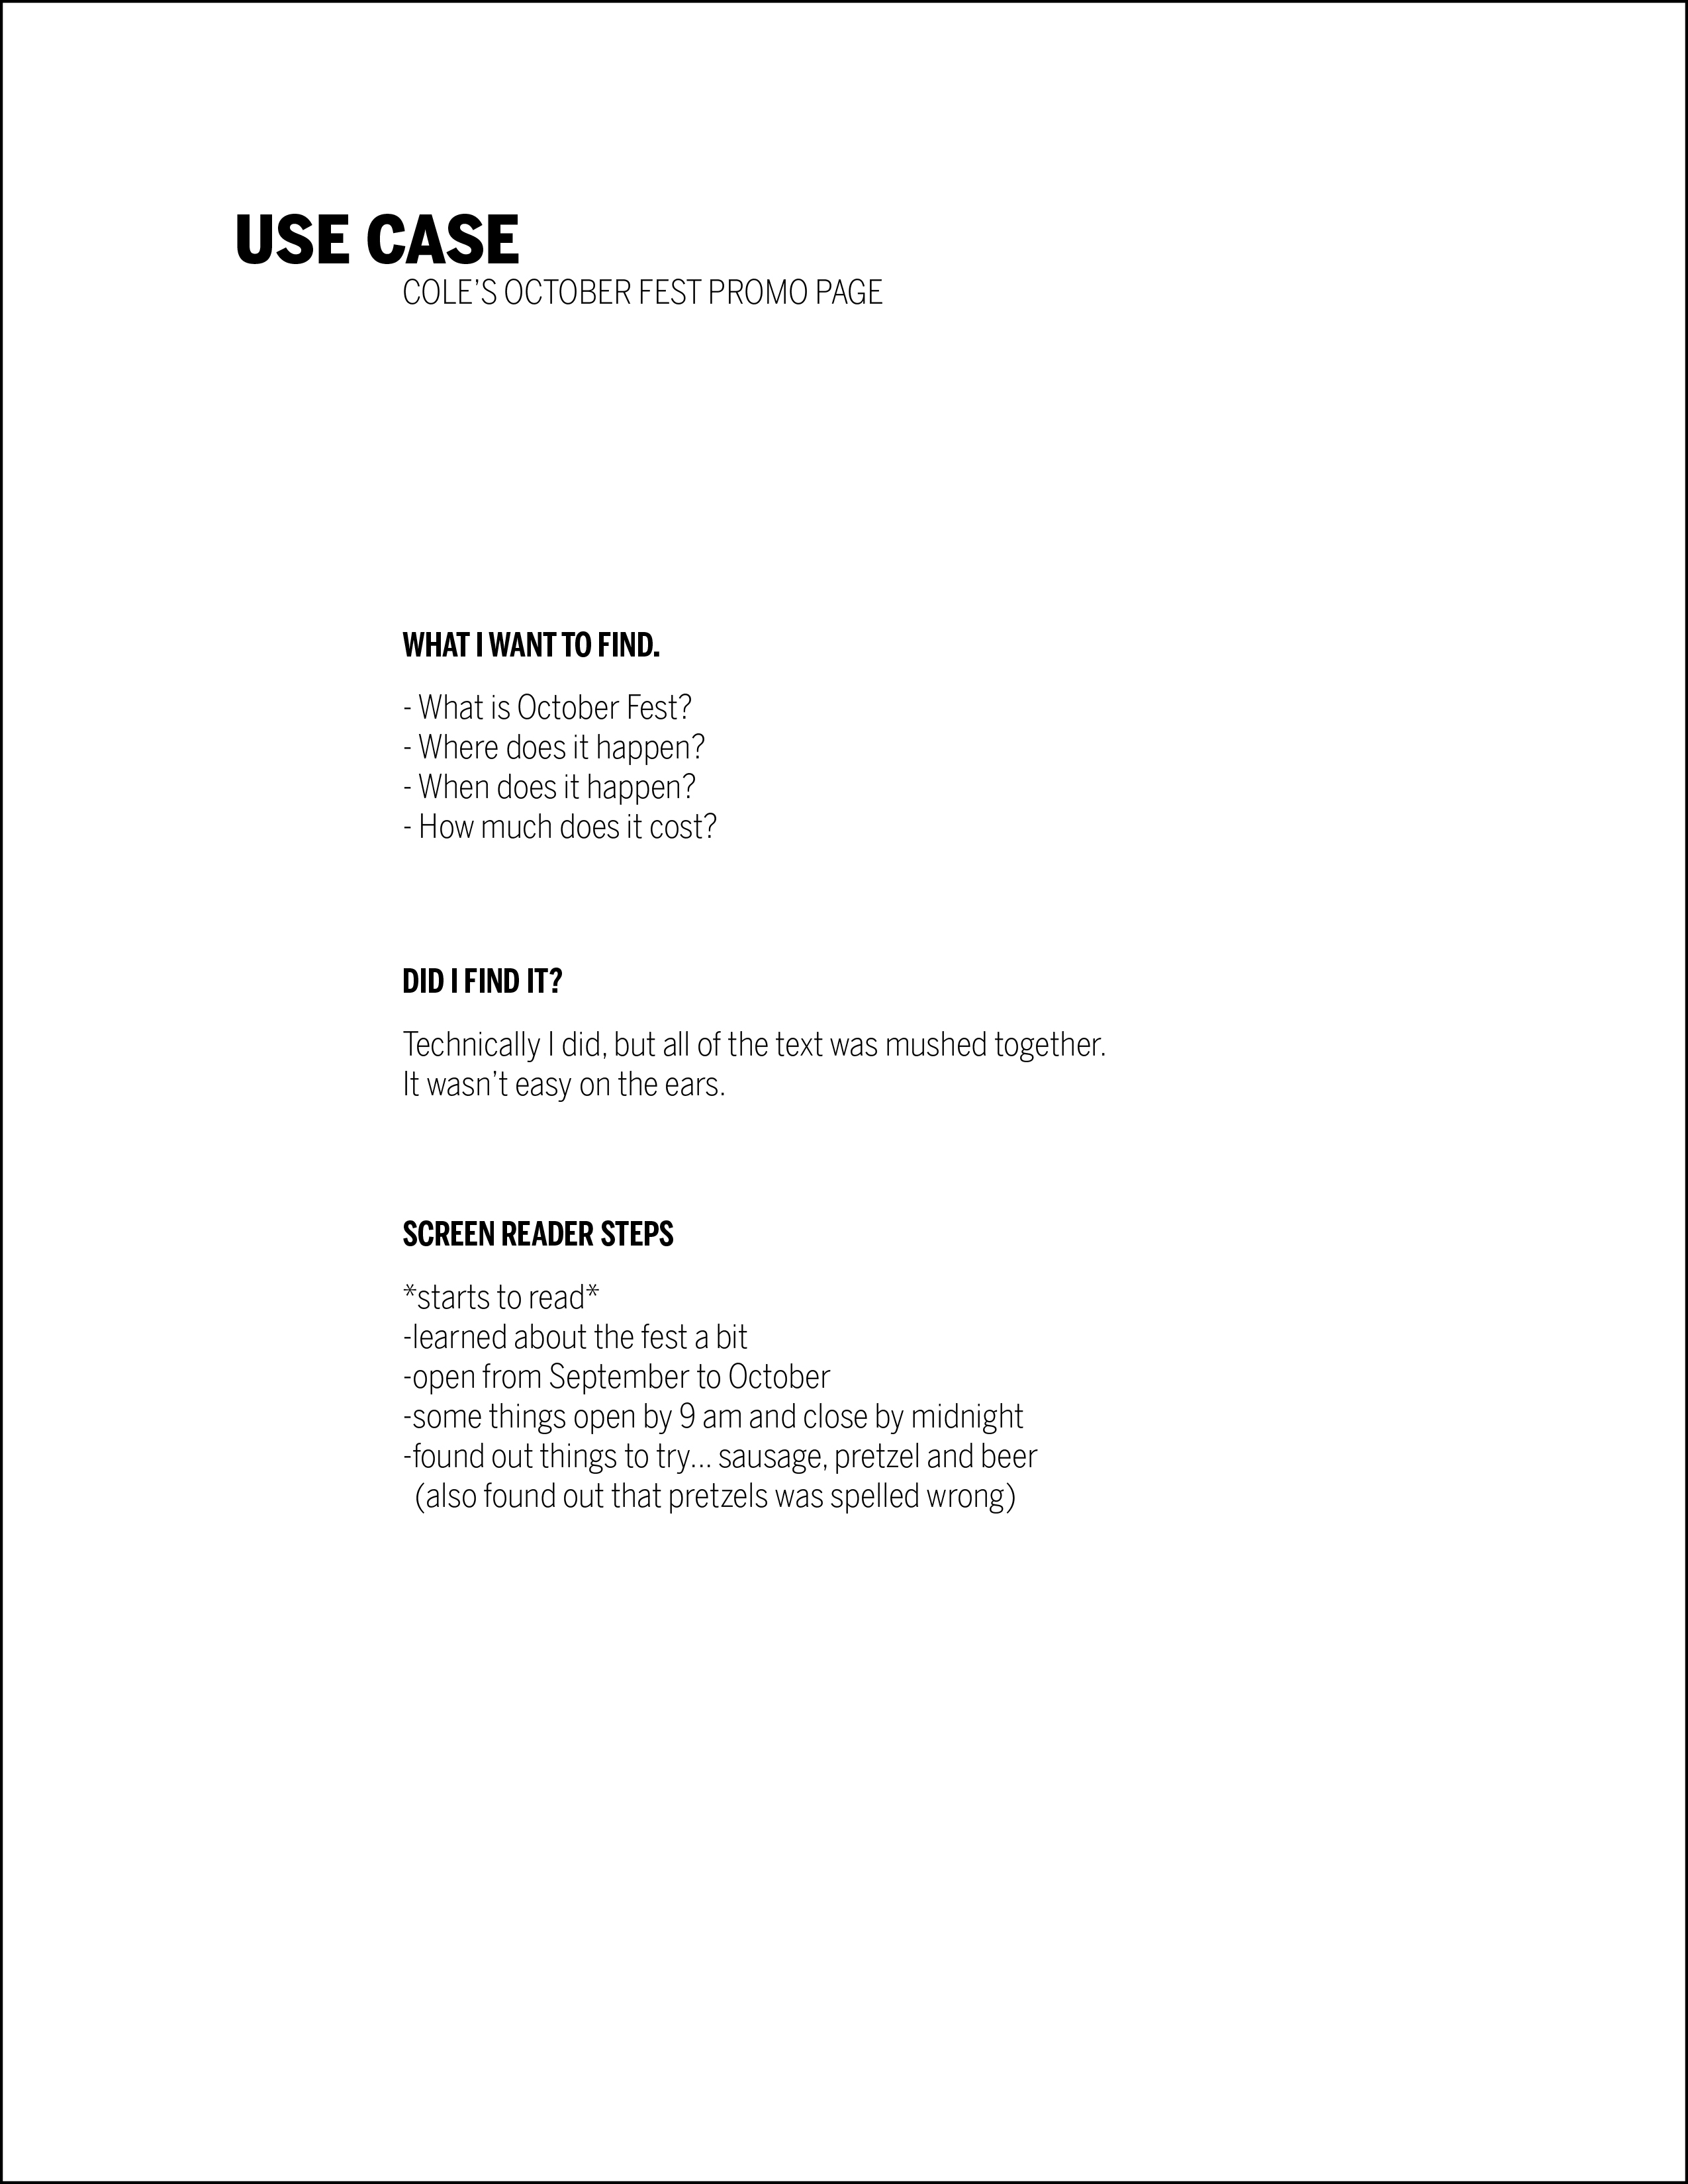 USE CASE
COLE’S OCTOBER FEST PROMO PAGE
WHAT I WANT TO FIND.
- What is October Fest?
- Where does it happen?
- When does it happen?
- How much does it cost?
DID I FIND IT?
Technically I did, but all of the text was mushed together.
It wasn’t easy on the ears.
SCREEN READER STEPS
*starts to read*
-learned about the fest a bit
-open from September to October
-some things open by 9 am and close by midnight
-found out things to try... sausage, pretzel and beer
(also found out that pretzels was spelled wrong)